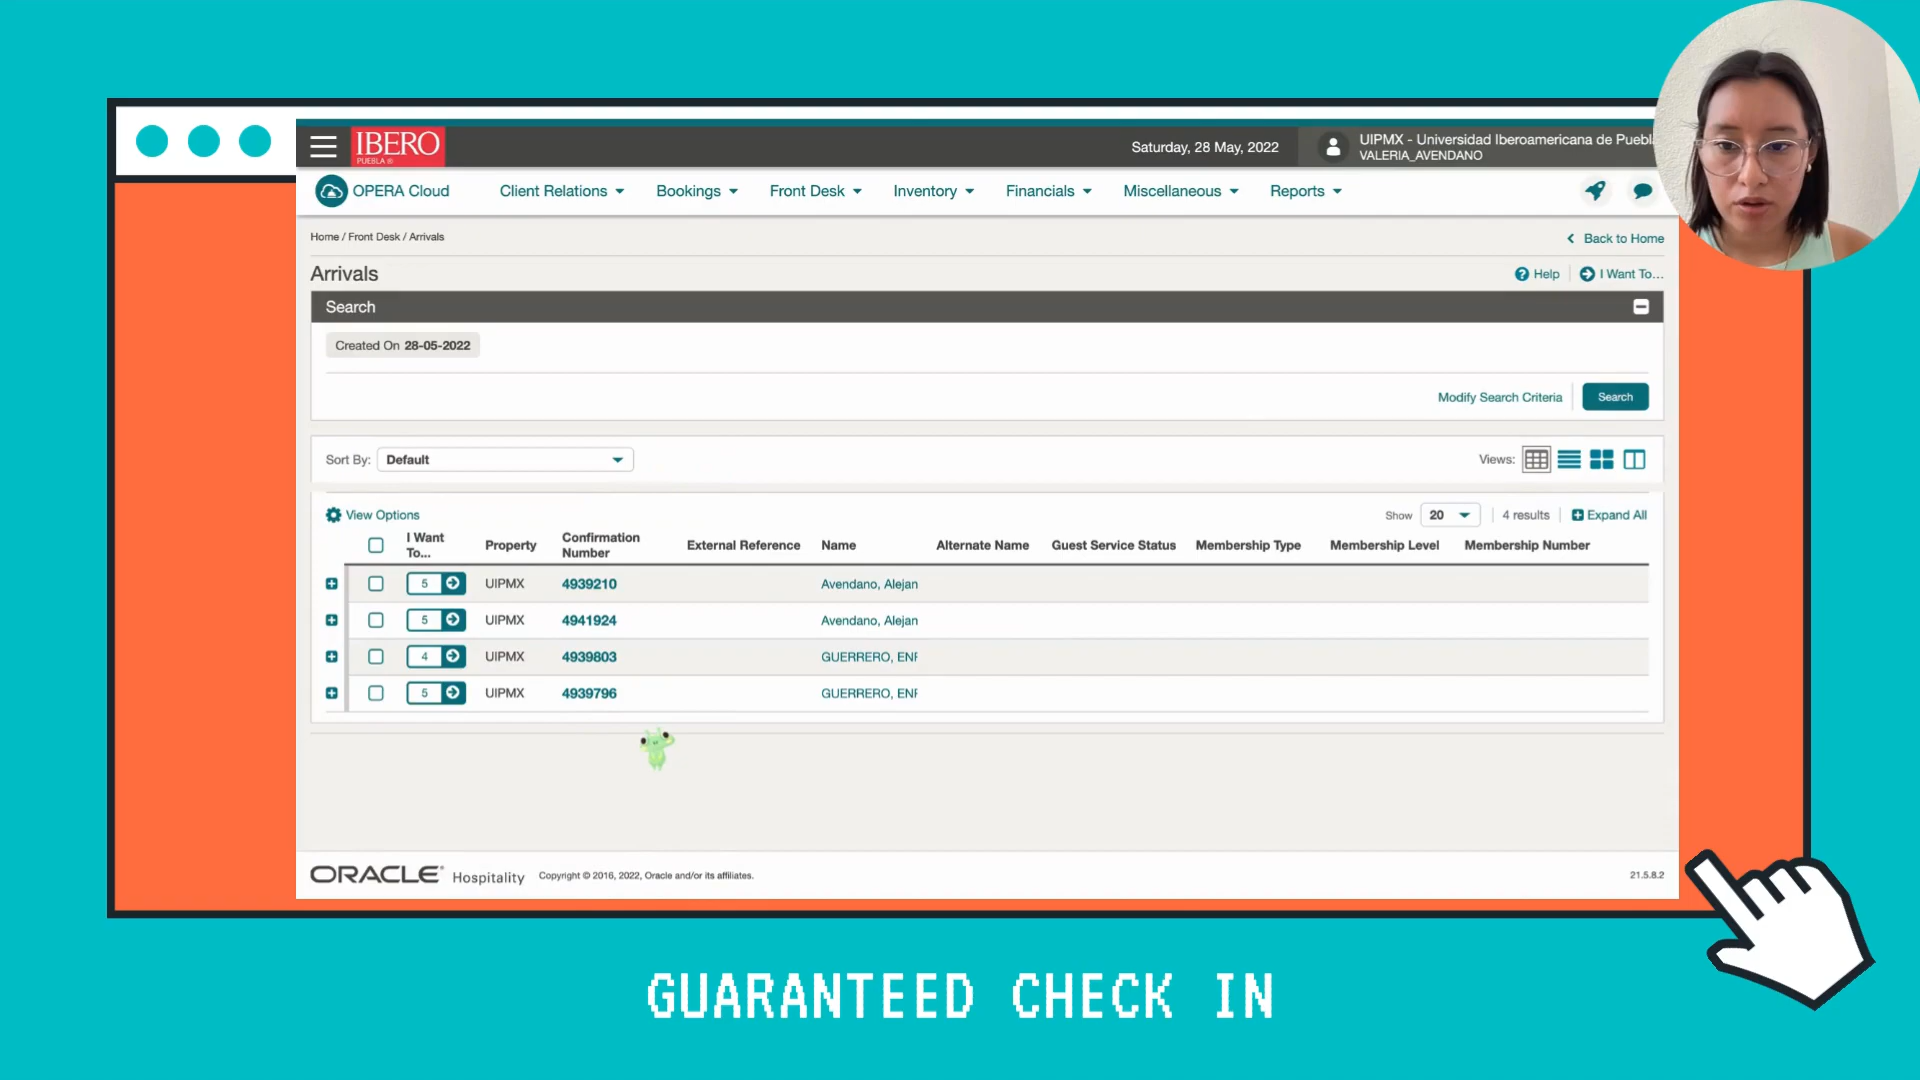 IBERO
PUEBLA ®
Saturday, 28 May, 2022
UIPMX - Universidad Iberoamericana de Puebl
VALERIA_AVENDANO
OPERA Cloud
Client Relations
Bookings
Front Desk
Inventory
Financials
Miscellaneous
Reports
Home / Front Desk / Arrivals
Back to Home
Arrivals
Help
I Want To...
Search
Created On 28-05-2022
Modify Search Criteria
Search
Sort By: Default
Views:
View Options
Show 20
4 results
Expand All
I Want To... Property Confirmation Number External Reference Name Alternate Name Guest Service Status Membership Type Membership Level Membership Number
5 UIPMX 4939210 Avendano, Alejan
5 UIPMX 4941924 Avendano, Alejan
4 UIPMX 4939803 GUERRERO, ENF
5 UIPMX 4939796 GUERRERO, ENF
ORACLE Hospitality Copyright © 2016, 2022, Oracle and/or its affiliates.
21.5.8.2
GUARANTEED CHECK IN